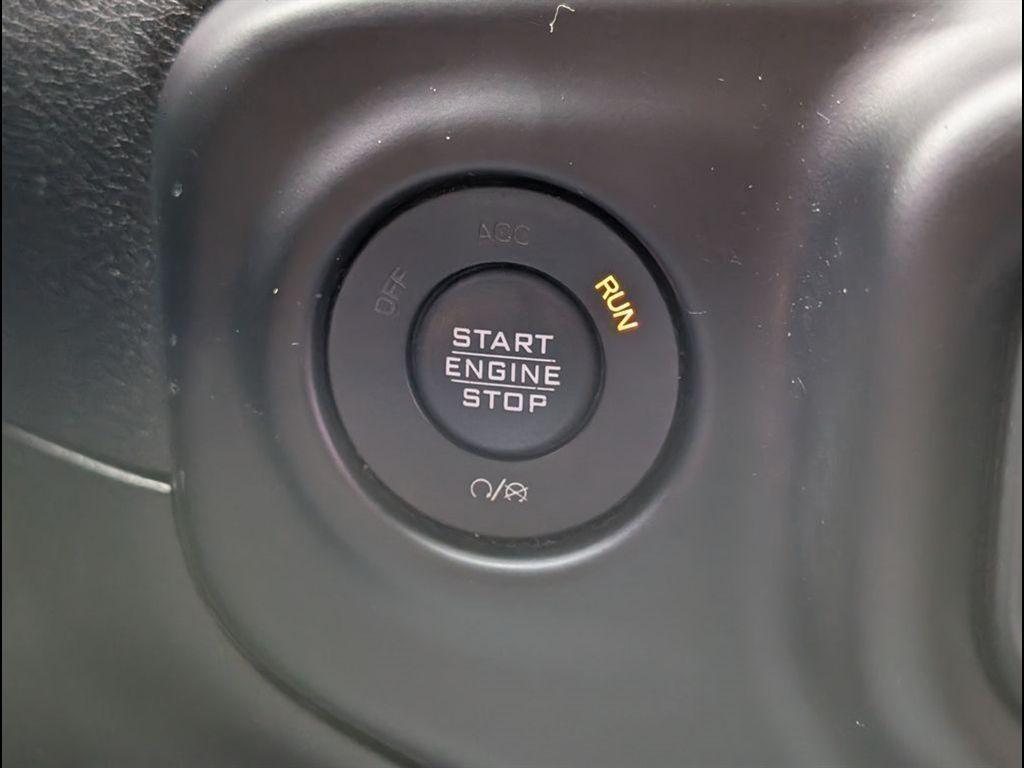 ACC
OFF
RUN
START
ENGINE
STOP